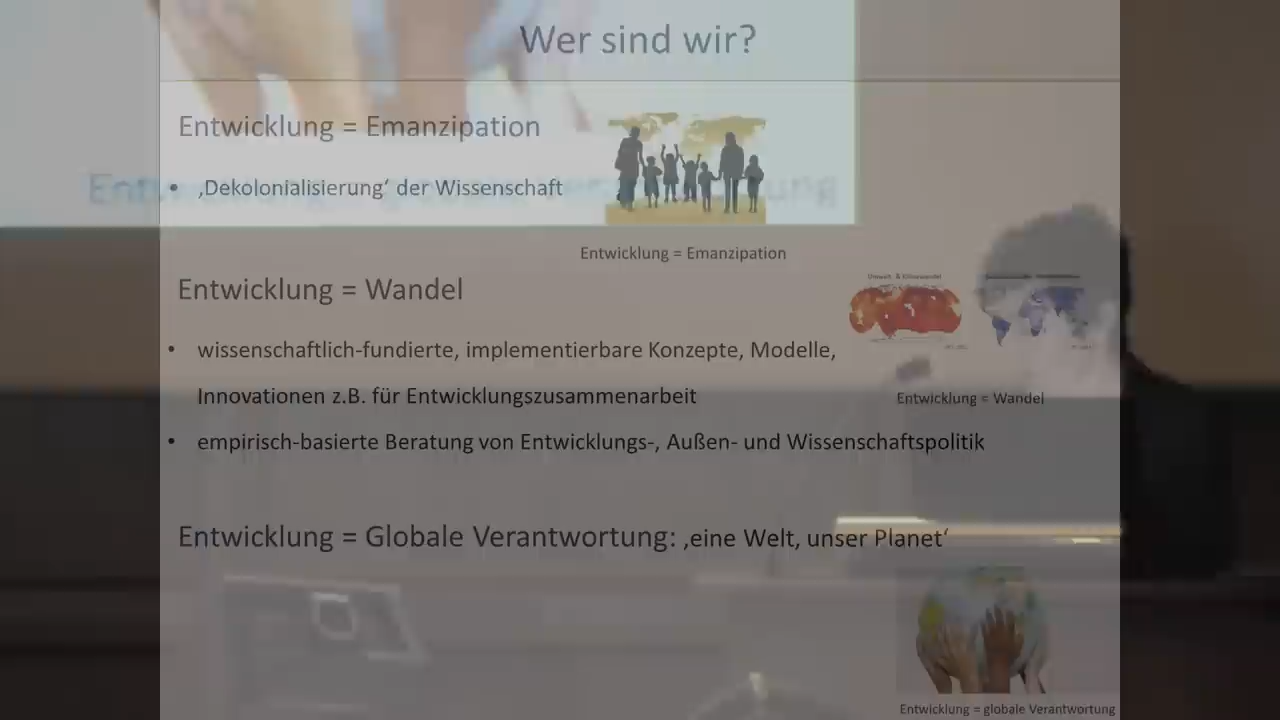 Wer sind wir?
Entwicklung = Emanzipation
• ‚Dekolonialisierung‘ der Wissenschaft
Entwicklung = Emanzipation
Entwicklung = Wandel
Umwelt- & Klimawandel
• wissenschaftlich-fundierte, implementierbare Konzepte, Modelle,
Innovationen z.B. für Entwicklungszusammenarbeit
Entwicklung = Wandel
• empirisch-basierte Beratung von Entwicklungs-, Außen- und Wissenschaftspolitik
Entwicklung = Globale Verantwortung: ‚eine Welt, unser Planet‘
Entwicklung = globale Verantwortung